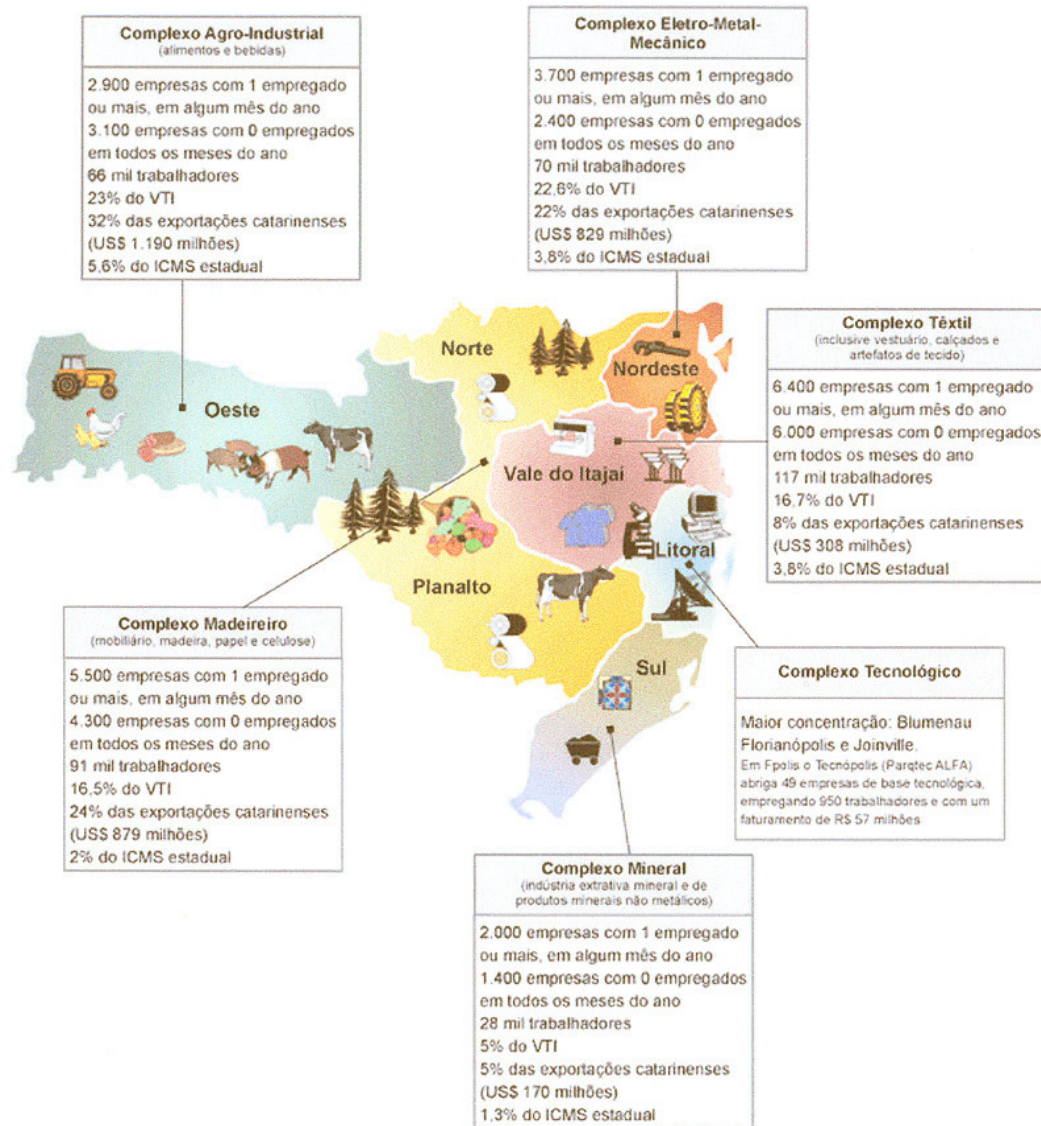 Complexo Agro-Industrial
(alimentos e bebidas)
2.900 empresas com 1 empregado
ou mais, em algum mês do ano
3.100 empresas com 0 empregados
em todos os meses do ano
66 mil trabalhadores
23% do VTI
32% das exportações catarinenses
(US$ 1.190 milhões)
5,6% do ICMS estadual
Complexo Eletro-Metal-
Mecânico
3.700 empresas com 1 empregado
ou mais, em algum mês do ano
2.400 empresas com 0 empregados
em todos os meses do ano
70 mil trabalhadores
22,6% do VTI
22% das exportações catarinenses
(US$ 829 milhões)
3,8% do ICMS estadual
Complexo Têxtil
(inclusive vestuário, calçados e
artefatos de tecido)
6.400 empresas com 1 empregado
ou mais, em algum mês do ano
6.000 empresas com 0 empregados
em todos os meses do ano
117 mil trabalhadores
16,7% do VTI
8% das exportações catarinenses
(US$ 308 milhões)
3,8% do ICMS estadual
Norte
Nordeste
Oeste
Vale do Itajaí
Litoral
Planalto
Sul
Complexo Madeireiro
(mobiliário, madeira, papel e celulose)
5.500 empresas com 1 empregado
ou mais, em algum mês do ano
4.300 empresas com 0 empregados
em todos os meses do ano
91 mil trabalhadores
16,5% do VTI
24% das exportações catarinenses
(US$ 879 milhões)
2% do ICMS estadual
Complexo Tecnológico
Maior concentração: Blumenau
Florianópolis e Joinville.
Em Fpolis o Tecnópolis (Parqtec ALFA)
abriga 49 empresas de base tecnológica,
empregando 950 trabalhadores e com um
faturamento de R$ 57 milhões
Complexo Mineral
(indústria extrativa mineral e de
produtos minerais não metálicos)
2.000 empresas com 1 empregado
ou mais, em algum mês do ano
1.400 empresas com 0 empregados
em todos os meses do ano
28 mil trabalhadores
5% do VTI
5% das exportações catarinenses
(US$ 170 milhões)
1,3% do ICMS estadual